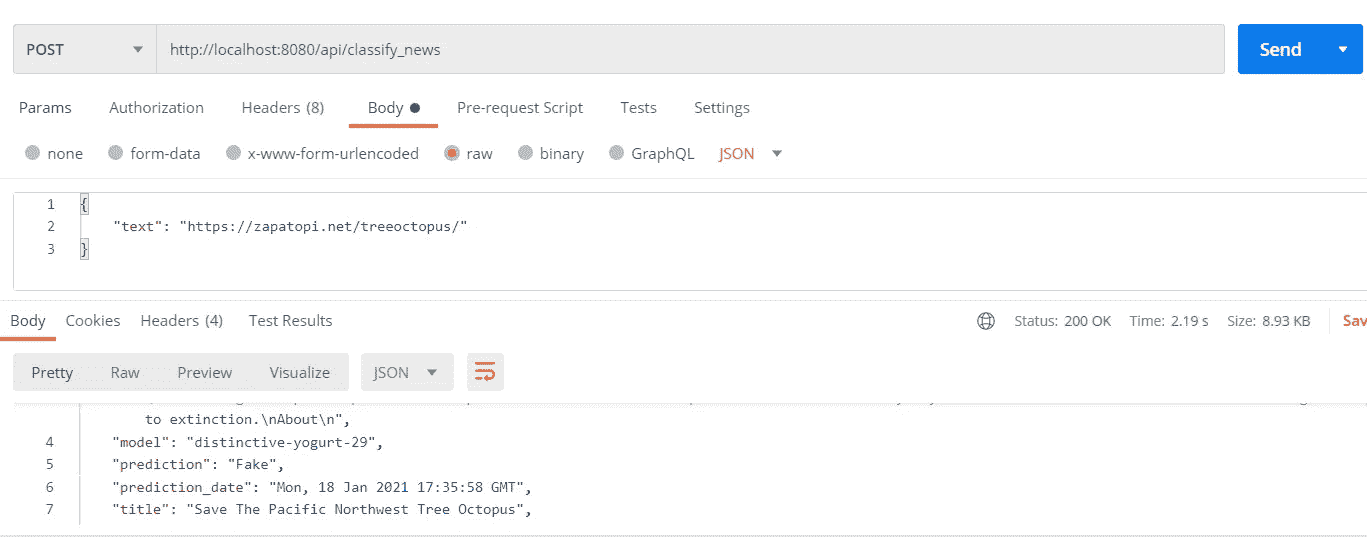 POST http://localhost:8080/api/classify_news Send
Params Authorization Headers (8) Body Pre-request Script Tests Settings
none form-data x-www-form-urlencoded raw binary GraphQL JSON
1 {
2 "text": "https://zapatopi.net/treeoctopus/"
3 }
Body Cookies Headers (4) Test Results Status: 200 OK Time: 2.19 s Size: 8.93 KB Sav
Pretty Raw Preview Visualize JSON
to extinction.\nAbout\n",
4 "model": "distinctive-yogurt-29",
5 "prediction": "Fake",
6 "prediction_date": "Mon, 18 Jan 2021 17:35:58 GMT",
7 "title": "Save The Pacific Northwest Tree Octopus",